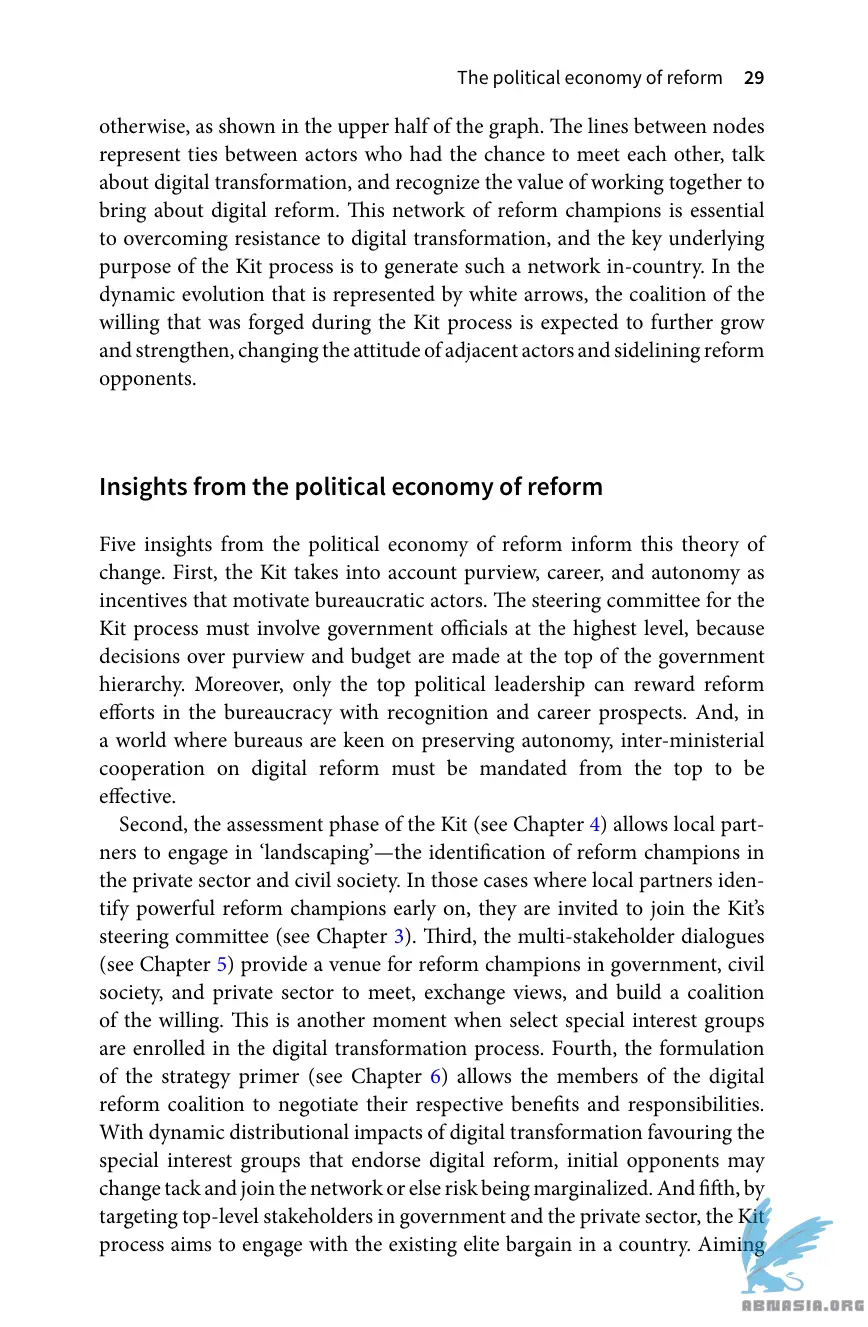 The political economy of reform 29
otherwise, as shown in the upper half of the graph. The lines between nodes
represent ties between actors who had the chance to meet each other, talk
about digital transformation, and recognize the value of working together to
bring about digital reform. This network of reform champions is essential
to overcoming resistance to digital transformation, and the key underlying
purpose of the Kit process is to generate such a network in-country. In the
dynamic evolution that is represented by white arrows, the coalition of the
willing that was forged during the Kit process is expected to further grow
and strengthen, changing the attitude of adjacent actors and sidelining reform
opponents.
Insights from the political economy of reform
Five insights from the political economy of reform inform this theory of
change. First, the Kit takes into account purview, career, and autonomy as
incentives that motivate bureaucratic actors. The steering committee for the
Kit process must involve government officials at the highest level, because
decisions over purview and budget are made at the top of the government
hierarchy. Moreover, only the top political leadership can reward reform
efforts in the bureaucracy with recognition and career prospects. And, in
a world where bureaus are keen on preserving autonomy, inter-ministerial
cooperation on digital reform must be mandated from the top to be
effective.
Second, the assessment phase of the Kit (see Chapter 4) allows local part-
ners to engage in ‘landscaping’—the identification of reform champions in
the private sector and civil society. In those cases where local partners iden-
tify powerful reform champions early on, they are invited to join the Kit’s
steering committee (see Chapter 3). Third, the multi-stakeholder dialogues
(see Chapter 5) provide a venue for reform champions in government, civil
society, and private sector to meet, exchange views, and build a coalition
of the willing. This is another moment when select special interest groups
are enrolled in the digital transformation process. Fourth, the formulation
of the strategy primer (see Chapter 6) allows the members of the digital
reform coalition to negotiate their respective benefits and responsibilities.
With dynamic distributional impacts of digital transformation favouring the
special interest groups that endorse digital reform, initial opponents may
change tack and join the network or else risk being marginalized. And fifth, by
targeting top-level stakeholders in government and the private sector, the Kit
process aims to engage with the existing elite bargain in a country. Aiming
ABNASIA.ORG